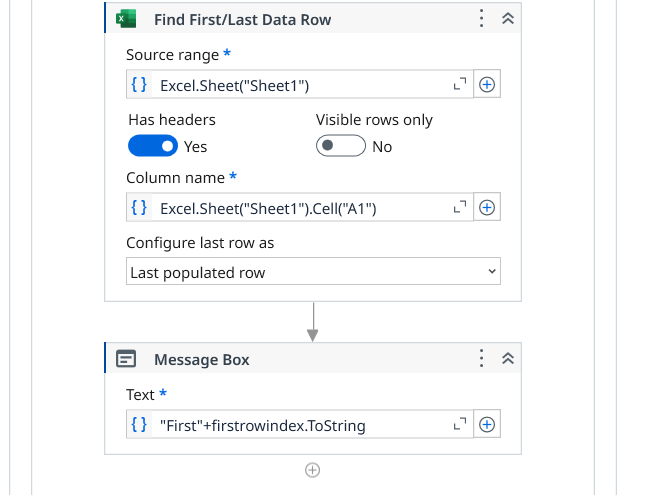 Find First/Last Data Row
Source range *
{} Excel.Sheet("Sheet1")
Has headers Visible rows only
Yes No
Column name *
{} Excel.Sheet("Sheet1").Cell("A1")
Configure last row as
Last populated row
Message Box
Text *
{} "First"+firstrowindex.ToString